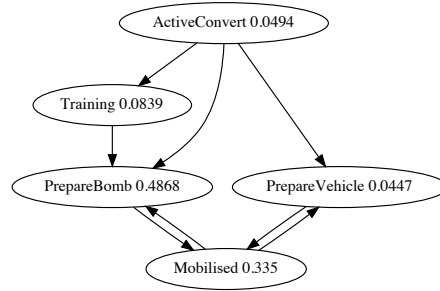 ActiveConvert 0.0494
Training 0.0839
PrepareBomb 0.4868
PrepareVehicle 0.0447
Mobilised 0.335